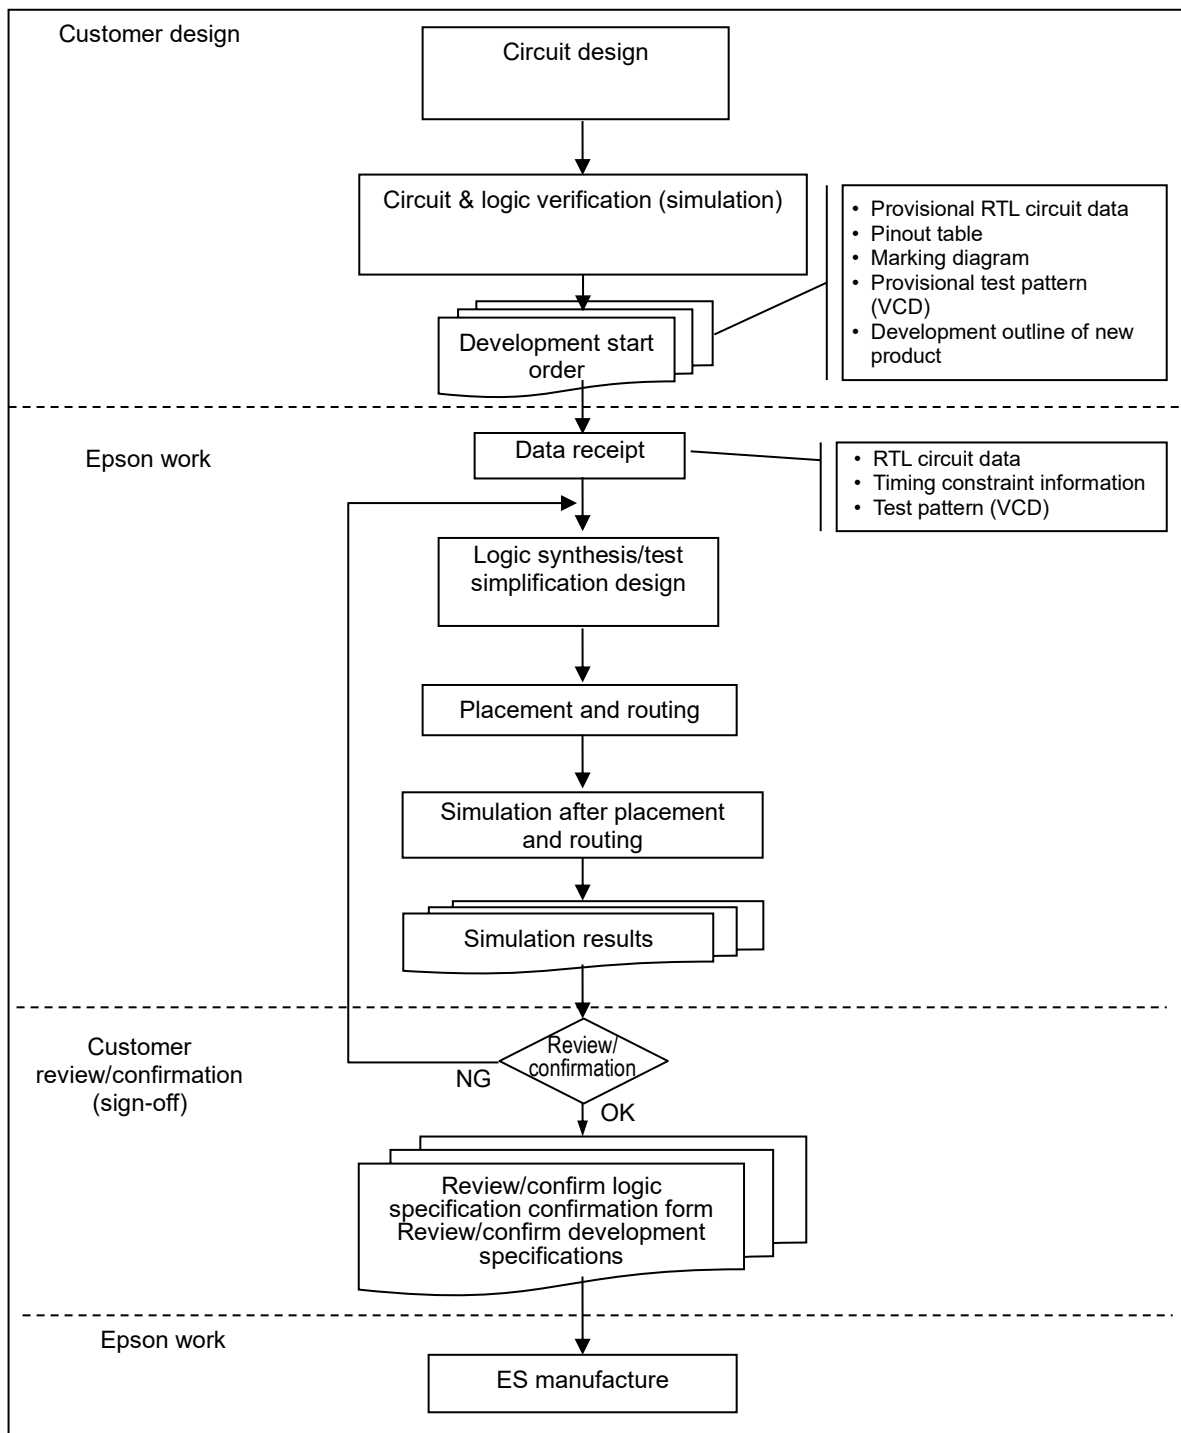 Customer design
Circuit design
Circuit & logic verification (simulation)
• Provisional RTL circuit data
• Pinout table
• Marking diagram
• Provisional test pattern
(VCD)
• Development outline of new
product
Development start
order
Epson work
Data receipt
• RTL circuit data
• Timing constraint information
• Test pattern (VCD)
Logic synthesis/test
simplification design
Placement and routing
Simulation after placement
and routing
Simulation results
Customer
review/confirmation
(sign-off)
Review/
confirmation
NG
OK
Review/confirm logic
specification confirmation form
Review/confirm development
specifications
Epson work
ES manufacture